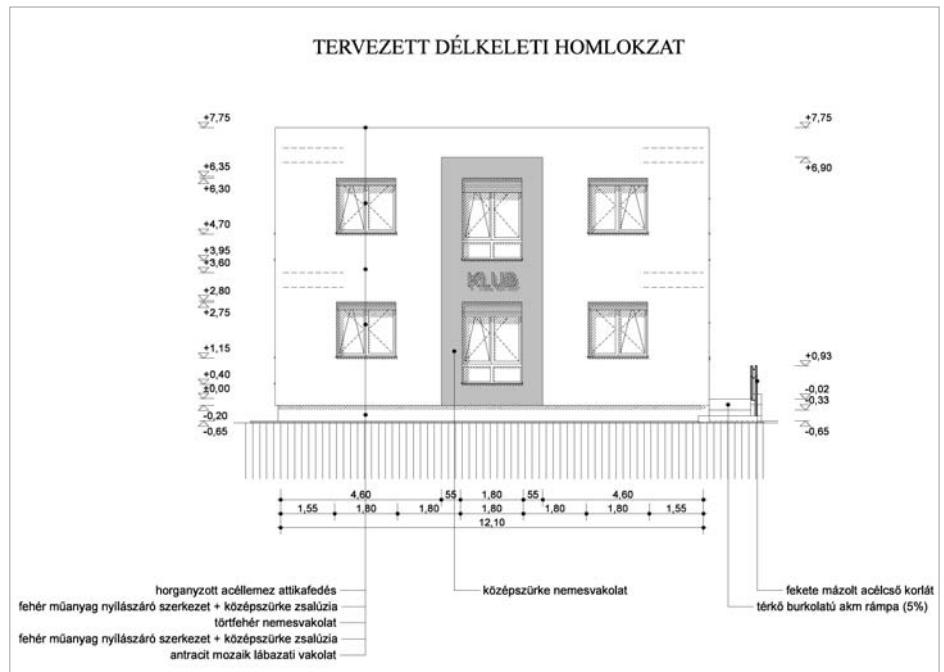 TERVEZETT DÉLKELETI HOMLOKZAT
+7,75
+6,35
+6,30
+4,70
+3,95
+3,60
+2,80
+2,75
+1,15
+0,40
±0,00
-0,20
-0,65
+7,75
+6,90
+0,93
-0,02
-0,33
-0,65
KLUB
4,60 55 1,80 55 4,60
1,55 1,80 1,80 1,80 1,80 1,80 1,55
12,10
horganyzott acéllemez attikafedés
fehér műanyag nyílászáró szerkezet + középszürke zsalúzia
törtfehér nemesvakolat
fehér műanyag nyílászáró szerkezet + középszürke zsalúzia
antracit mozaik lábazati vakolat
középszürke nemesvakolat
fekete mázolt acélcső korlát
térkő burkolatú akm rámpa (5%)